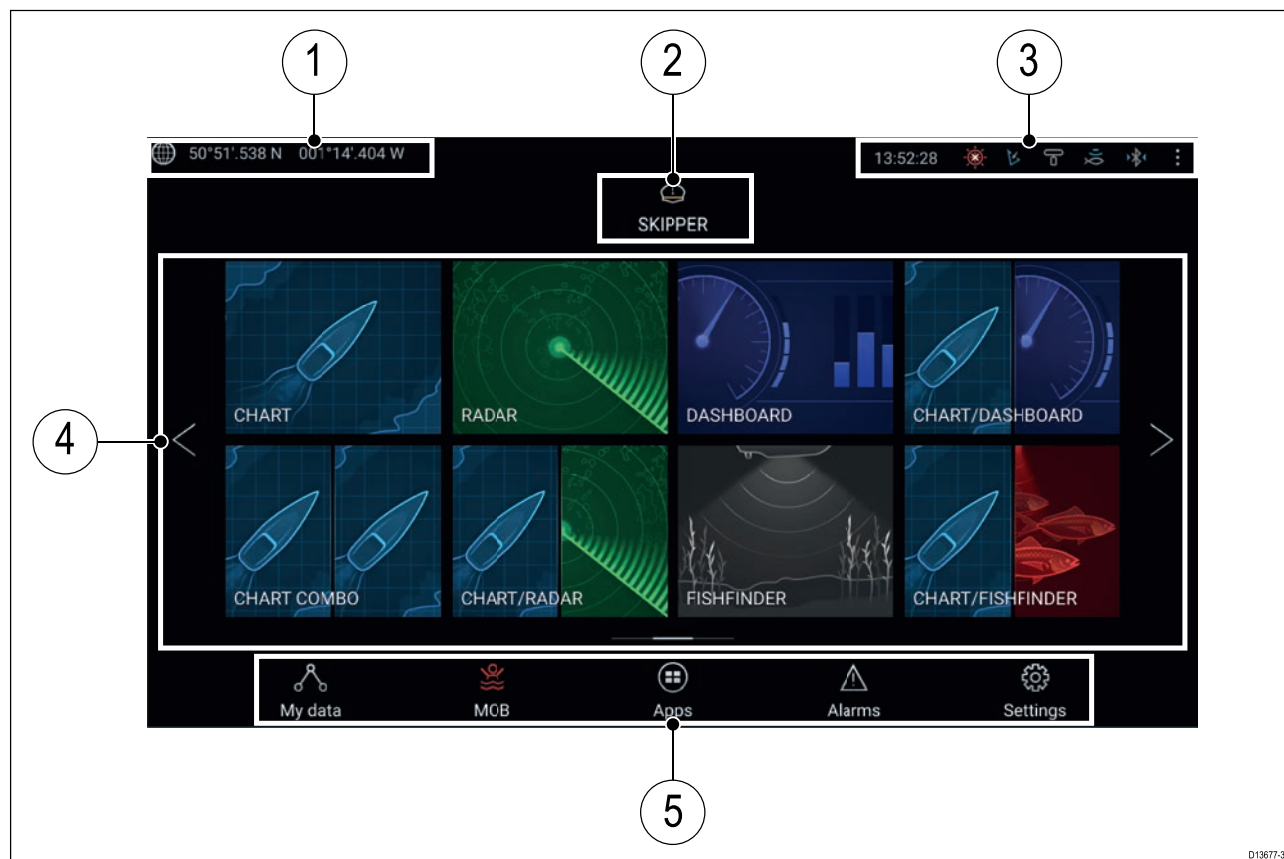 1
2
3
50°51'.538 N 001°14'.404 W
13:52:28
SKIPPER
CHART
RADAR
DASHBOARD
CHART/DASHBOARD
4
CHART COMBO
CHART/RADAR
FISHFINDER
CHART/FISHFINDER
My data
MOB
Apps
Alarms
Settings
5
D13677-3